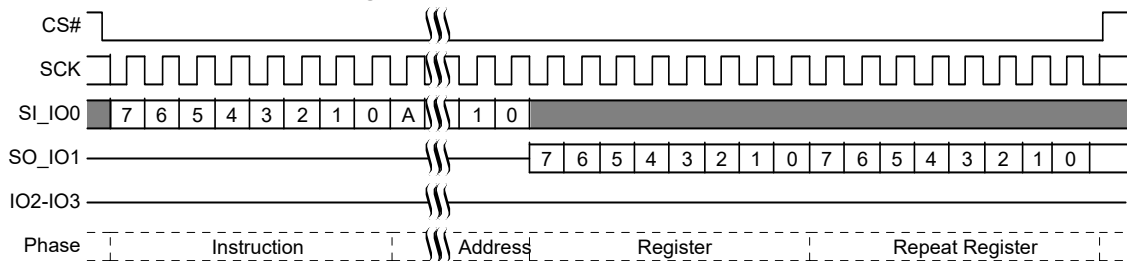 CS#
SCK
SI_IO0 7 6 5 4 3 2 1 0 A 1 0
SO_IO1 7 6 5 4 3 2 1 0 7 6 5 4 3 2 1 0
IO2-IO3
Phase Instruction Address Register Repeat Register